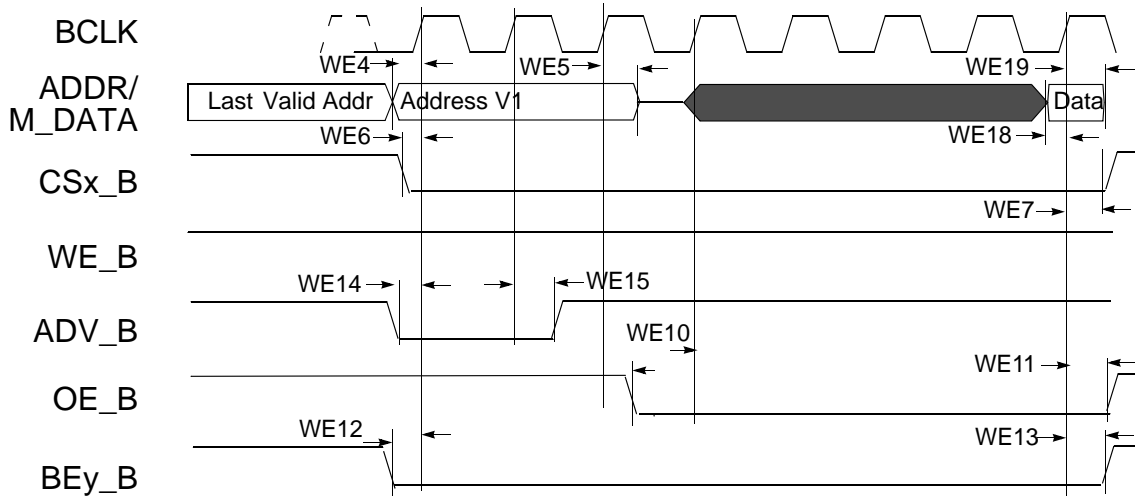 BCLK
WE4
WE5
WE19
ADDR/
M_DATA
Last Valid Addr
Address V1
Data
WE6
WE18
CSx_B
WE7
WE_B
WE14
WE15
ADV_B
WE10
WE11
OE_B
WE12
WE13
BEy_B